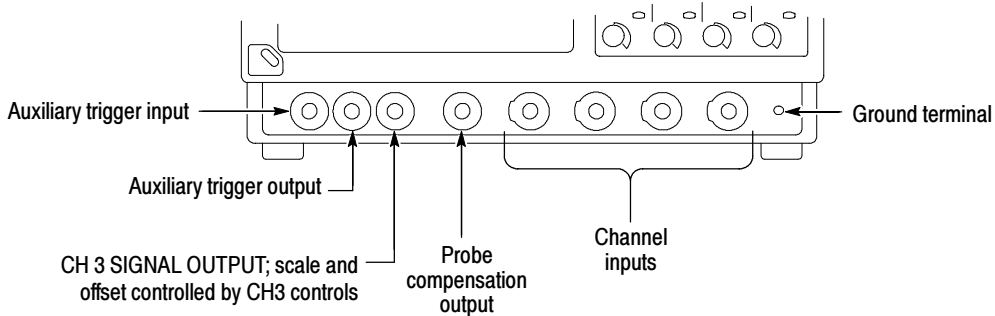 Auxiliary trigger input
Ground terminal
Auxiliary trigger output
CH 3 SIGNAL OUTPUT; scale and
offset controlled by CH3 controls
Probe
compensation
output
Channel
inputs